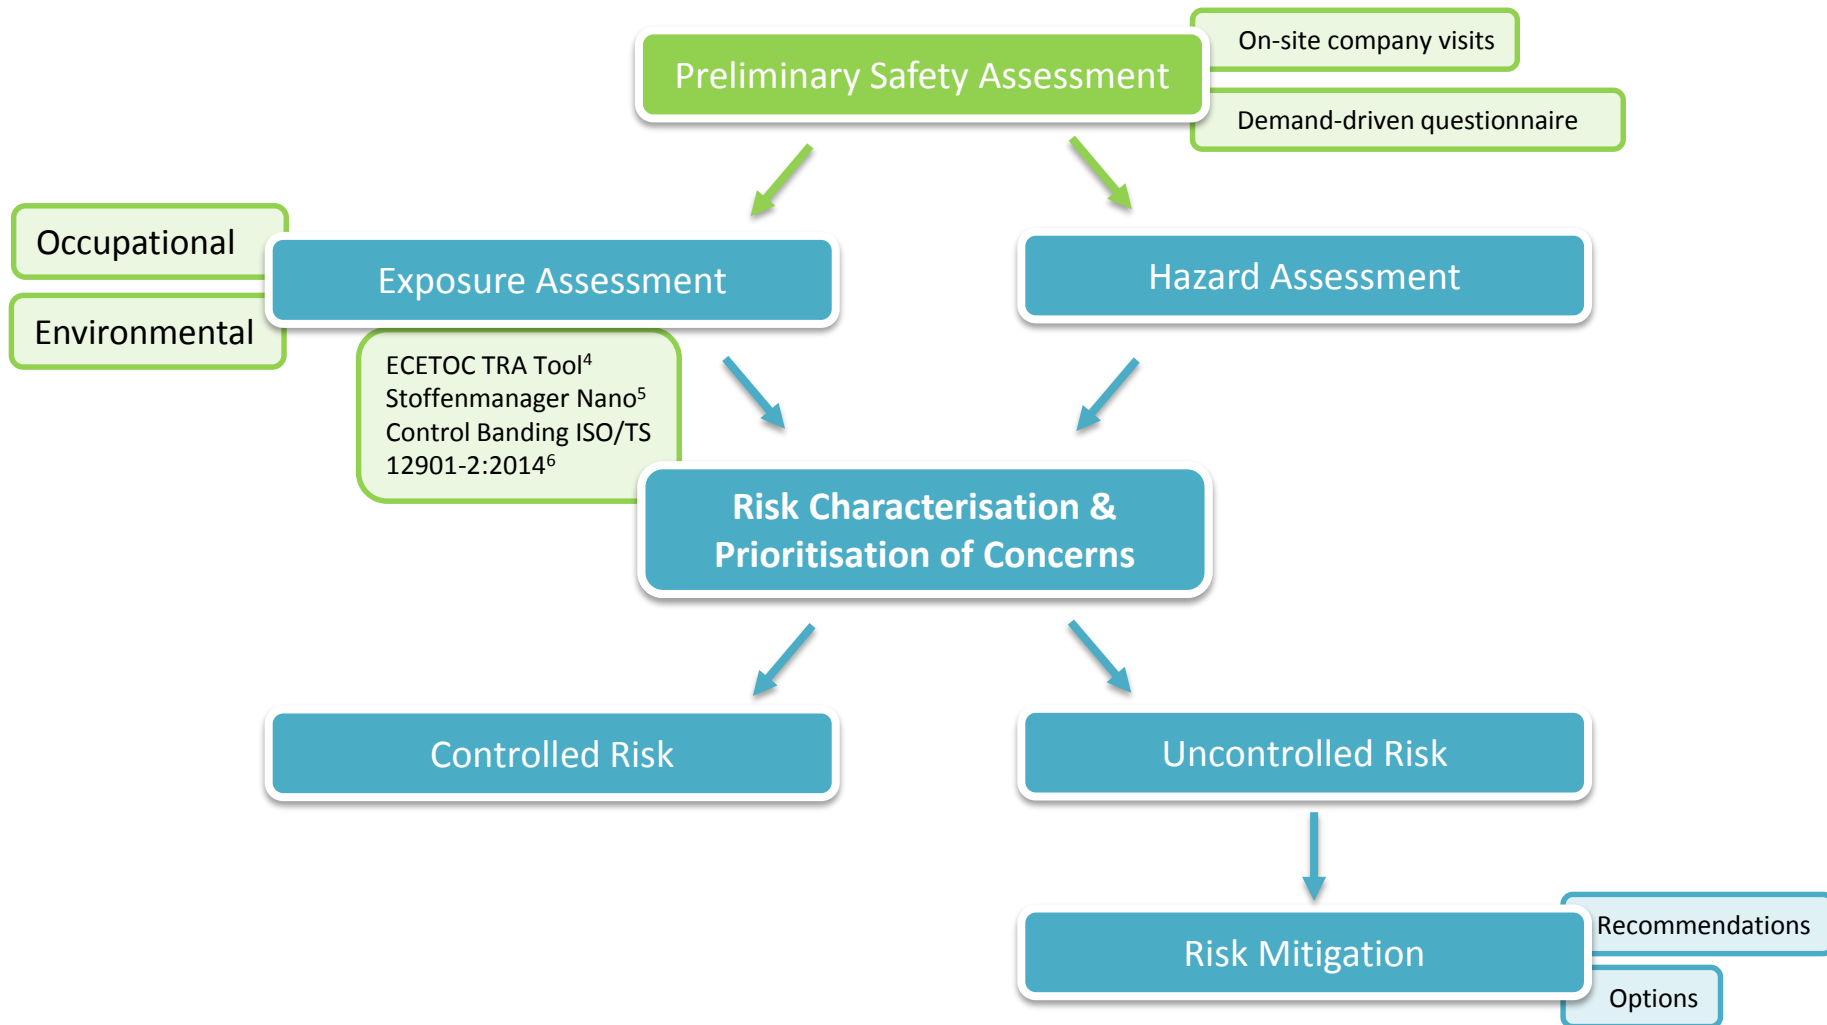 On-site company visits
Preliminary Safety Assessment
Demand-driven questionnaire
Occupational
Exposure Assessment
Hazard Assessment
Environmental
ECETOC TRA Tool⁴
Stoffenmanager Nano⁵
Control Banding ISO/TS
12901-2:2014⁶
Risk Characterisation &
Prioritisation of Concerns
Controlled Risk
Uncontrolled Risk
Risk Mitigation
Recommendations
Options